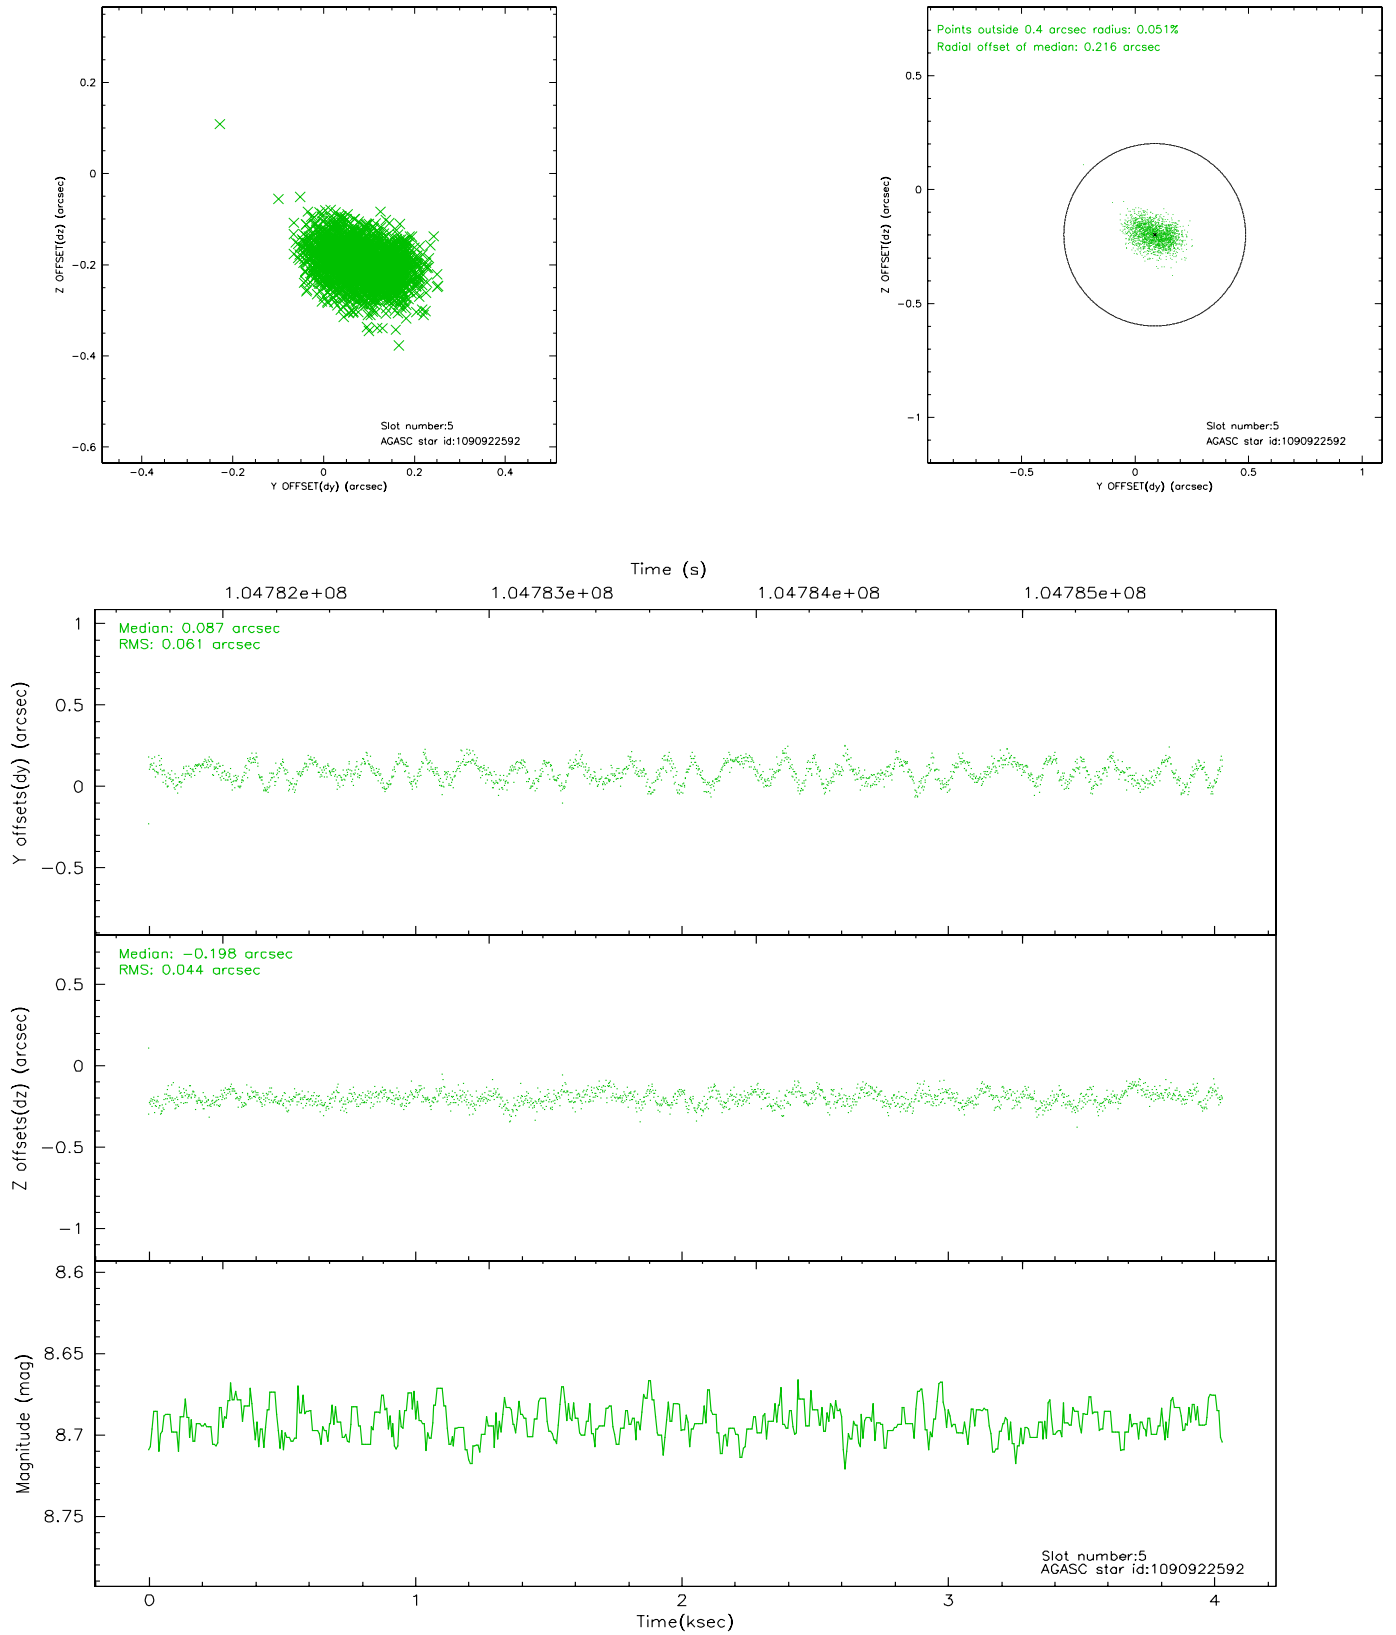 0.2
0
−0.2
−0.4
−0.6
Z OFFSET(dz) (arcsec)
Slot number:5
AGASC star id:1090922592
−0.4 −0.2 0 0.2 0.4
Y OFFSET(dy) (arcsec)
Points outside 0.4 arcsec radius: 0.051%
Radial offset of median: 0.216 arcsec
0.5
0
−0.5
−1
Z OFFSET(dz) (arcsec)
Slot number:5
AGASC star id:1090922592
−0.5 0 0.5 1
Y OFFSET(dy) (arcsec)
Time (s)
1.04782e+08 1.04783e+08 1.04784e+08 1.04785e+08
Median: 0.087 arcsec
RMS: 0.061 arcsec
1
0.5
0
−0.5
Y offsets(dy) (arcsec)
Median: −0.198 arcsec
RMS: 0.044 arcsec
0.5
0
−0.5
−1
Z offsets(dz) (arcsec)
8.6
8.65
8.7
8.75
Magnitude (mag)
Slot number:5
AGASC star id:1090922592
0 1 2 3 4
Time(ksec)